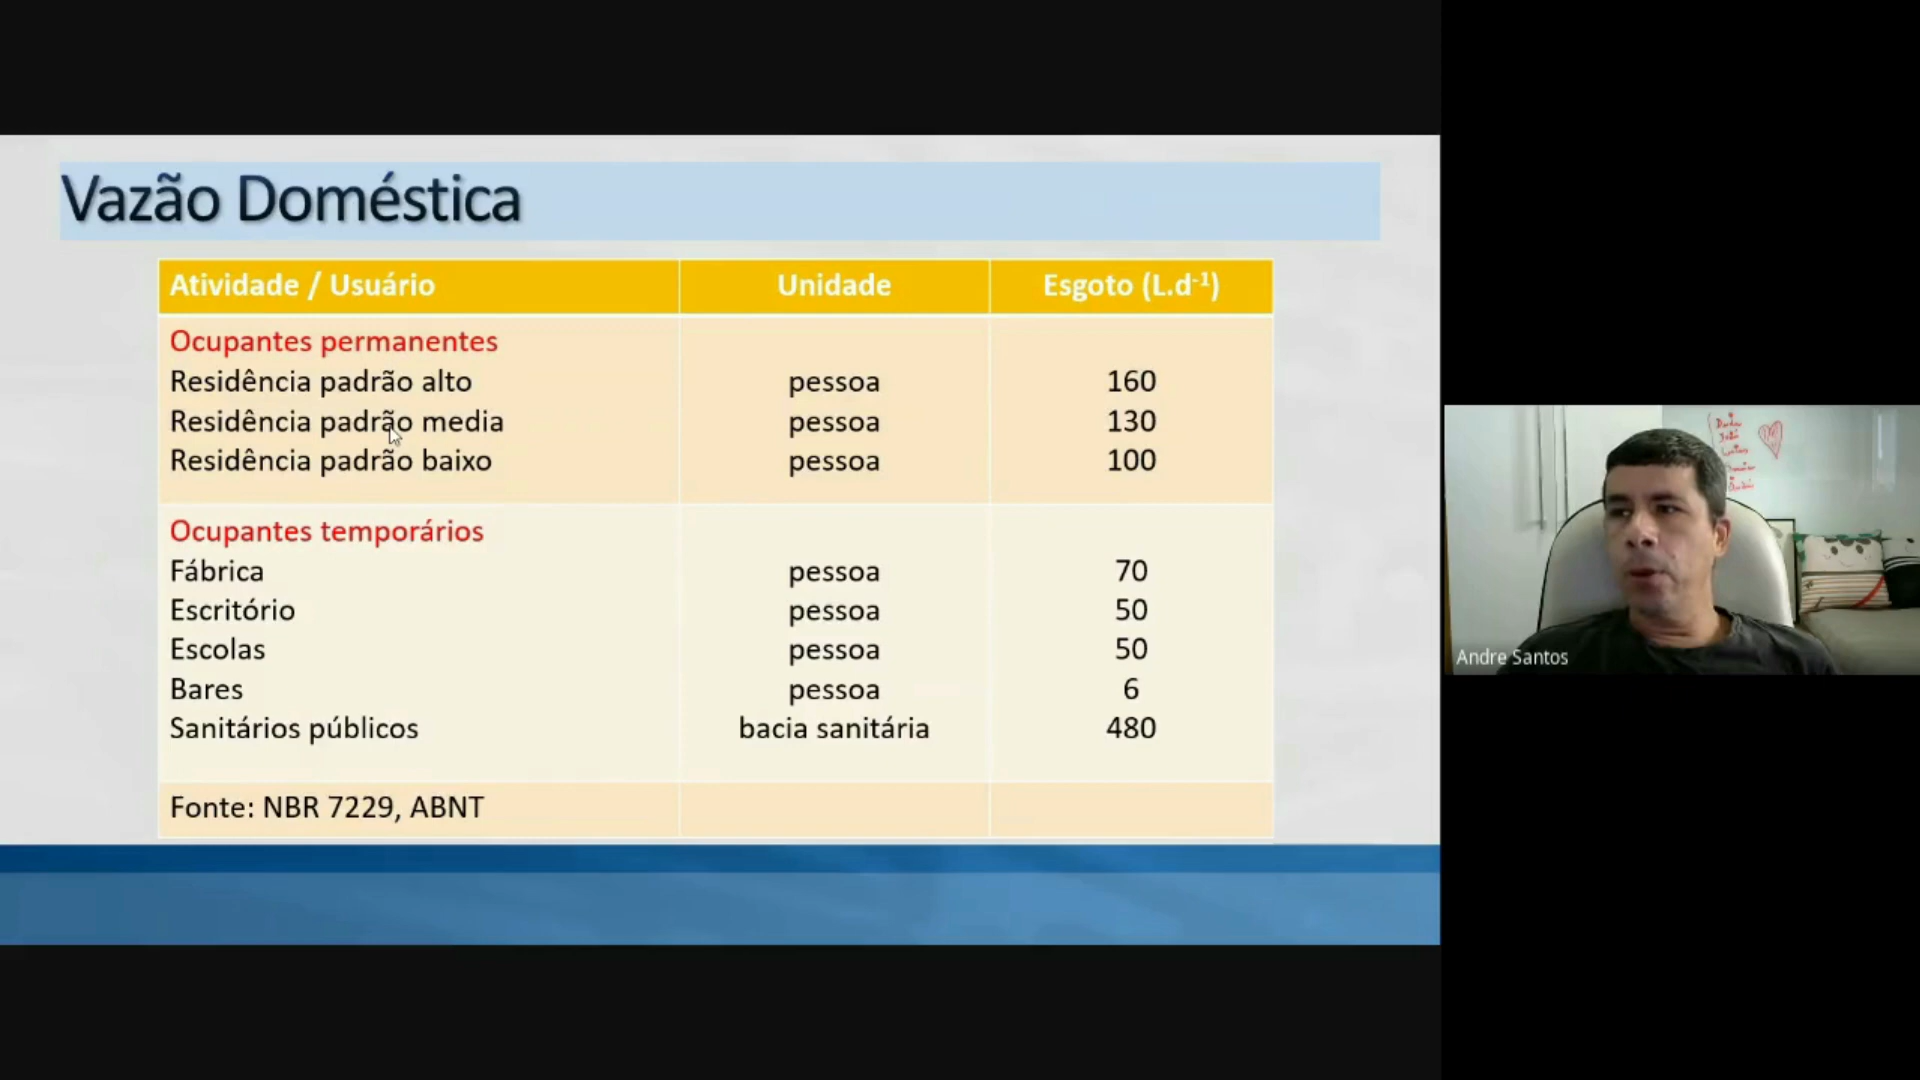 Vazão Doméstica
Atividade / Usuário Unidade Esgoto (L.d⁻¹)
Ocupantes permanentes
Residência padrão alto pessoa 160
Residência padrão media pessoa 130
Residência padrão baixo pessoa 100
Ocupantes temporários
Fábrica pessoa 70
Escritório pessoa 50
Escolas pessoa 50
Bares pessoa 6
Sanitários públicos bacia sanitária 480
Fonte: NBR 7229, ABNT
Andre Santos